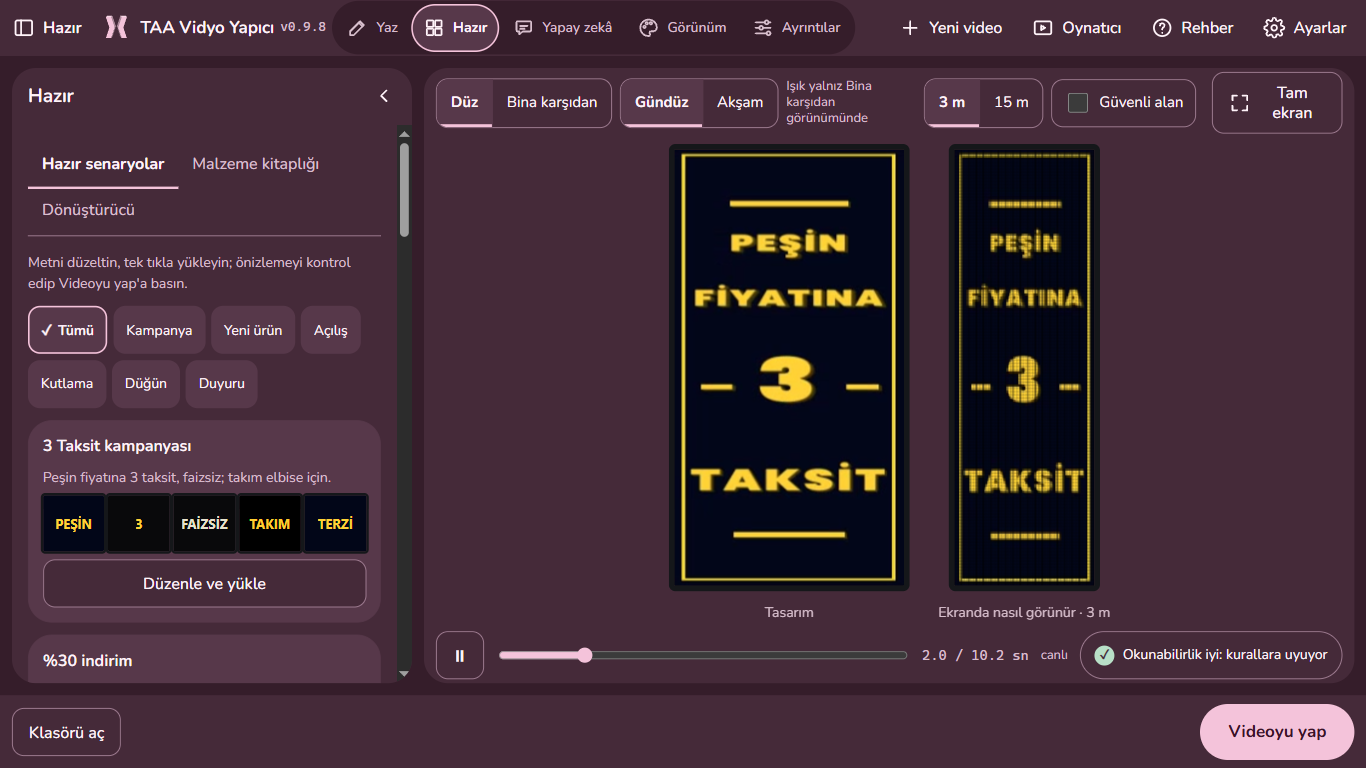 Hazır
TAA Vidyo Yapıcı v0.9.8
Yaz
Hazır
Yapay zekâ
Görünüm
Ayrıntılar
Yeni video
Oynatıcı
Rehber
Ayarlar
Hazır
Hazır senaryolar
Malzeme kitaplığı
Dönüştürücü
Metni düzeltin, tek tıkla yükleyin; önizlemeyi kontrol
edip Videoyu yap'a basın.
✓ Tümü
Kampanya
Yeni ürün
Açılış
Kutlama
Düğün
Duyuru
3 Taksit kampanyası
Peşin fiyatına 3 taksit, faizsiz; takım elbise için.
PEŞİN
3
FAİZSİZ
TAKIM
TERZİ
Düzenle ve yükle
%30 indirim
Düz
Bina karşıdan
Gündüz
Akşam
Işık yalnız Bina
karşıdan
görünümünde
3 m
15 m
Güvenli alan
Tam
ekran
PEŞİN
FİYATINA
3
TAKSİT
Tasarım
PEŞİN
FİYATINA
3
TAKSİT
Ekranda nasıl görünür · 3 m
2.0 / 10.2 sn
canlı
Okunabilirlik iyi: kurallara uyuyor
Klasörü aç
Videoyu yap